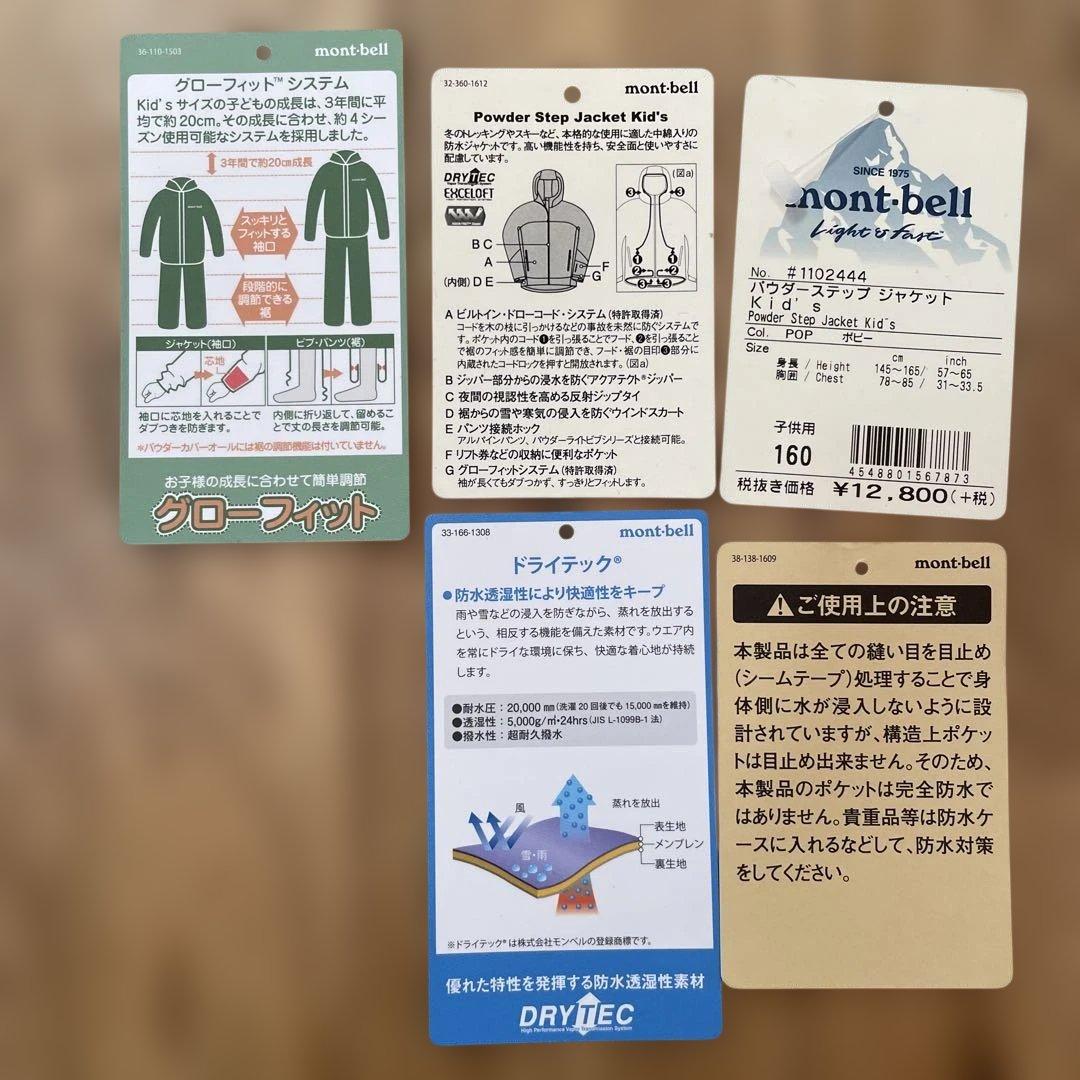 36-110-1503
mont·bell
グローフィット™ システム
Kid's サイズの子どもの成長は、3年間に平
均で約20cm。その成長に合わせ、約4シー
ズン使用可能なシステムを採用しました。
3年間で約20cm成長
スッキリと
フィットする
袖口
段階的に
調節できる
裾
ジャケット(袖口)
ビブ・パンツ(裾)
芯地
袖口に芯地を入れることで
ダブつきを防ぎます。
内側に折り返して、留めるこ
とで丈の長さを調節可能。
*パウダーカバーオールには裾の調節機能は付いていません。
お子様の成長に合わせて簡単調節
グローフィット
32-360-1612
mont·bell
Powder Step Jacket Kid's
冬のトレッキングやスキーなど、本格的な使用に適した中綿入りの
防水ジャケットです。高い機能性を持ち、安全面と使いやすさに
配慮しています。
DRYTEC
EXCELOFT
(図a)
B C
A
(内側) D E
F
G
❸ ❸
❶ ❶
❷ ❷
❸ ❸
A ビルトイン・ドローコード・システム(特許取得済)
コードを木の枝に引っかけるなどの事故を未然に防ぐシステムで
す。ポケット内のコード❶を引っ張ることでフード、❷を引っ張ること
で裾のフィット感を簡単に調節でき、フード・裾の目印❸部分に
内蔵されたコードロックを押すと開放されます。(図a)
B ジッパー部分からの浸水を防ぐアクアテクト®ジッパー
C 夜間の視認性を高める反射ジップタイ
D 裾からの雪や寒気の侵入を防ぐウインドスカート
E パンツ接続ホック
アルパインパンツ、パウダーライトビブシリーズと接続可能。
F リフト券などの収納に便利なポケット
G グローフィットシステム(特許取得済)
袖が長くてもダブつかず、すっきりとフィットします。
SINCE 1975
mont·bell
Light & Fast
No. #1102444
パウダーステップ ジャケット
Kid's
Powder Step Jacket Kid's
Col. POP ポピー
Size
cm inch
身長 / Height 145~165/ 57~65
胸囲 / Chest 78~85 / 31~33.5
子供用
160
4548801567873
税抜き価格 ¥12,800(+税)
33-166-1308
mont·bell
ドライテック®
●防水透湿性により快適性をキープ
雨や雪などの浸入を防ぎながら、蒸れを放出する
という、相反する機能を備えた素材です。ウエア内
を常にドライな環境に保ち、快適な着心地が持続
します。
●耐水圧:20,000㎜(洗濯20回後でも15,000㎜を維持)
●透湿性:5,000g/㎡・24hrs(JIS L-1099B-1法)
●撥水性:超耐久撥水
風
蒸れを放出
表生地
メンブレン
裏生地
雪・雨
※ドライテック®は株式会社モンベルの登録商標です。
優れた特性を発揮する防水透湿性素材
DRYTEC
High Performance Vapor Transmission System
38-138-1609
mont·bell
⚠ご使用上の注意
本製品は全ての縫い目を目止め
(シームテープ)処理することで身
体側に水が浸入しないように設
計されていますが、構造上ポケッ
トは目止め出来ません。そのため、
本製品のポケットは完全防水で
はありません。貴重品等は防水ケ
ースに入れるなどして、防水対策
をしてください。